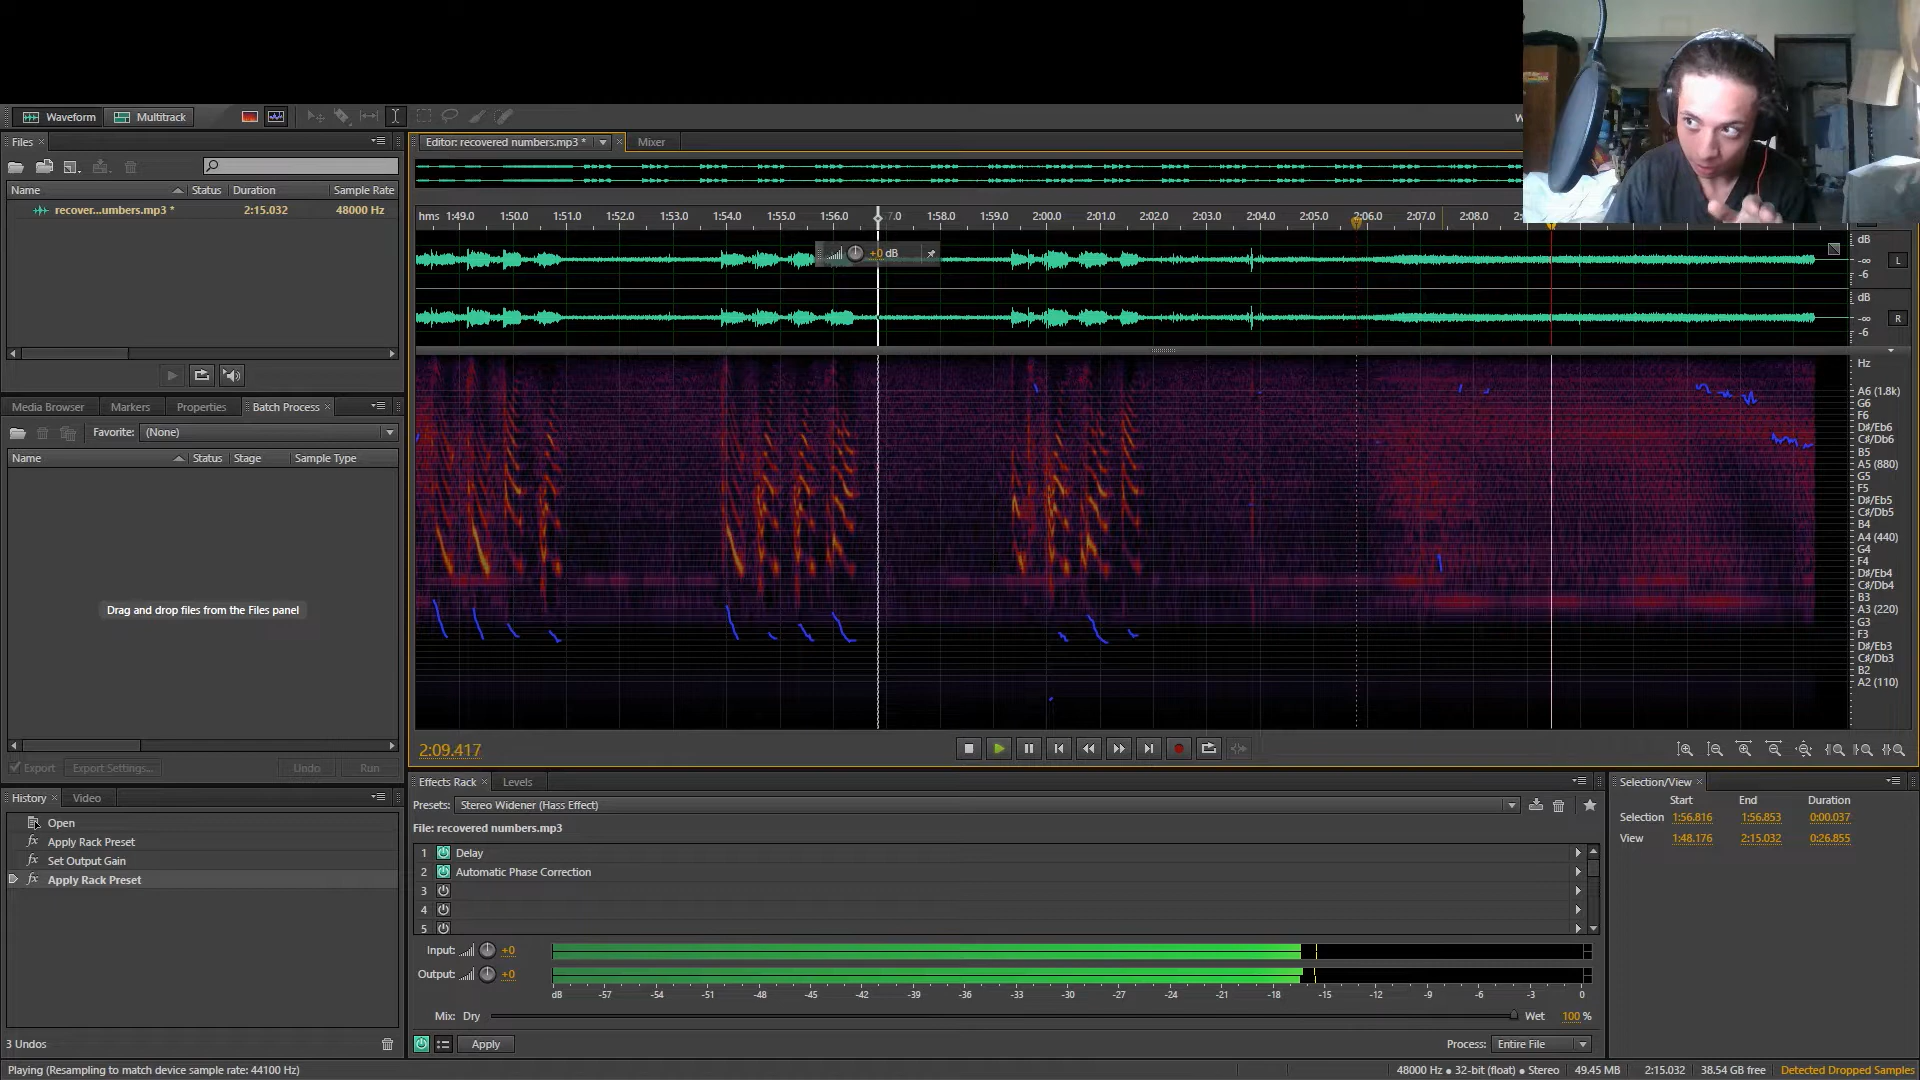 Waveform Multitrack
Files
Name Status Duration Sample Rate
recover...umbers.mp3 * 2:15.032 48000 Hz
Media Browser Markers Properties Batch Process
Favorite: (None)
Name Status Stage Sample Type
Drag and drop files from the Files panel
Export Export Settings... Undo Run
History Video
Open
Apply Rack Preset
Set Output Gain
Apply Rack Preset
3 Undos
Playing (Resampling to match device sample rate: 44100 Hz)
Editor: recovered numbers.mp3 * Mixer
hms 1:49.0 1:50.0 1:51.0 1:52.0 1:53.0 1:54.0 1:55.0 1:56.0 7.0 1:58.0 1:59.0 2:00.0 2:01.0 2:02.0 2:03.0 2:04.0 2:05.0 2:06.0 2:07.0 2:08.0
+0 dB
dB
-∞
-6
L
dB
-∞
-6
R
Hz
A6 (1.8k)
G6
F6
D#/Eb6
C#/Db6
B5
A5 (880)
G5
F5
D#/Eb5
C#/Db5
B4
A4 (440)
G4
F4
D#/Eb4
C#/Db4
B3
A3 (220)
G3
F3
D#/Eb3
C#/Db3
B2
A2 (110)
2:09.417
Effects Rack Levels
Presets: Stereo Widener (Hass Effect)
File: recovered numbers.mp3
1 Delay
2 Automatic Phase Correction
3
4
5
Input: +0
Output: +0
dB -57 -54 -51 -48 -45 -42 -39 -36 -33 -30 -27 -24 -21 -18 -15 -12 -9 -6 -3 0
Mix: Dry Wet 100 %
Apply Process: Entire File
Selection/View
Start End Duration
Selection 1:56.816 1:56.853 0:00.037
View 1:48.176 2:15.032 0:26.855
48000 Hz • 32-bit (float) • Stereo 49.45 MB 2:15.032 38.54 GB free Detected Dropped Samples